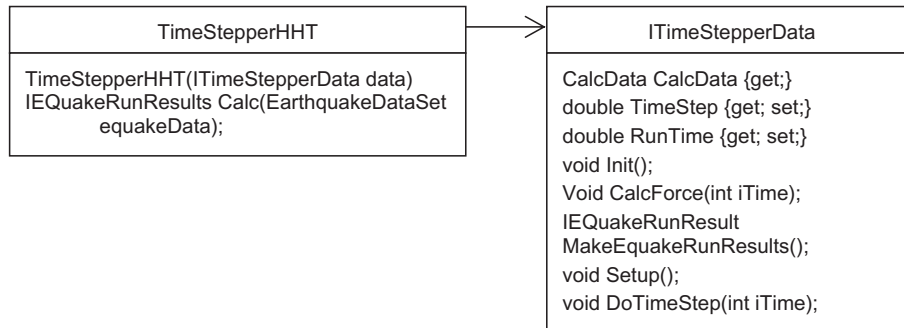 TimeStepperHHT
TimeStepperHHT(ITimeStepperData data)
IEQuakeRunResults Calc(EarthquakeDataSet
equakeData);
ITimeStepperData
CalcData CalcData {get;}
double TimeStep {get; set;}
double RunTime {get; set;}
void Init();
Void CalcForce(int iTime);
IEQuakeRunResult
MakeEquakeRunResults();
void Setup();
void DoTimeStep(int iTime);